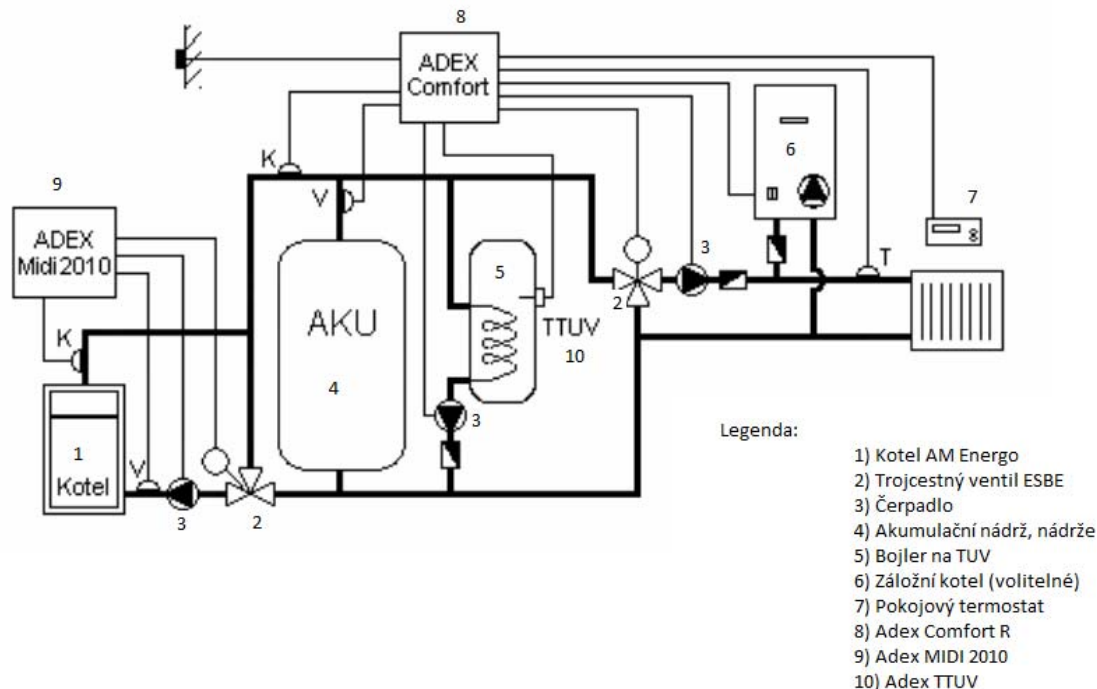 8
ADEX
Comfort
K
V
6
9
7
ADEX
Midi 2010
8
3
T
5
2
AKU
TTUV
10
K
4
3
1
Kotel
V
3
2
Legenda:
1) Kotel AM Energo
2) Trojcestný ventil ESBE
3) Čerpadlo
4) Akumulační nádrž, nádrže
5) Bojler na TUV
6) Záložní kotel (volitelné)
7) Pokojový termostat
8) Adex Comfort R
9) Adex MIDI 2010
10) Adex TTUV